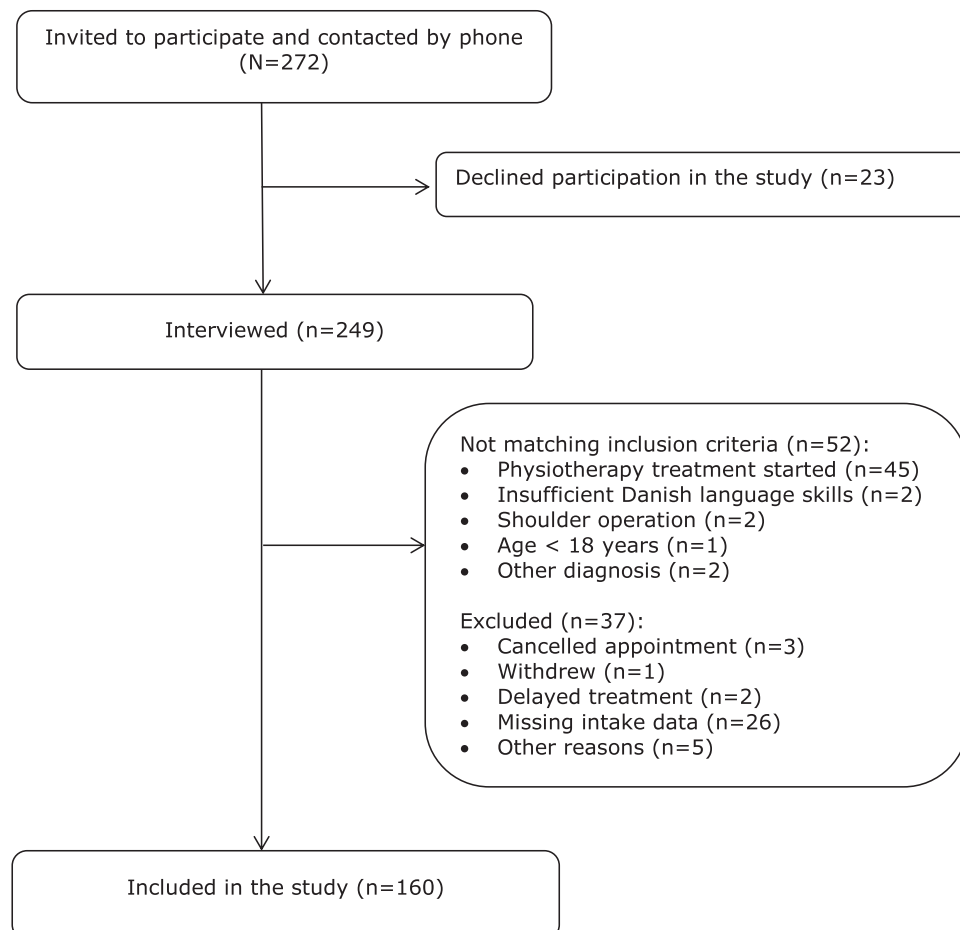 Invited to participate and contacted by phone
(N=272)
Declined participation in the study (n=23)
Interviewed (n=249)
Not matching inclusion criteria (n=52):
• Physiotherapy treatment started (n=45)
• Insufficient Danish language skills (n=2)
• Shoulder operation (n=2)
• Age < 18 years (n=1)
• Other diagnosis (n=2)
Excluded (n=37):
• Cancelled appointment (n=3)
• Withdrew (n=1)
• Delayed treatment (n=2)
• Missing intake data (n=26)
• Other reasons (n=5)
Included in the study (n=160)